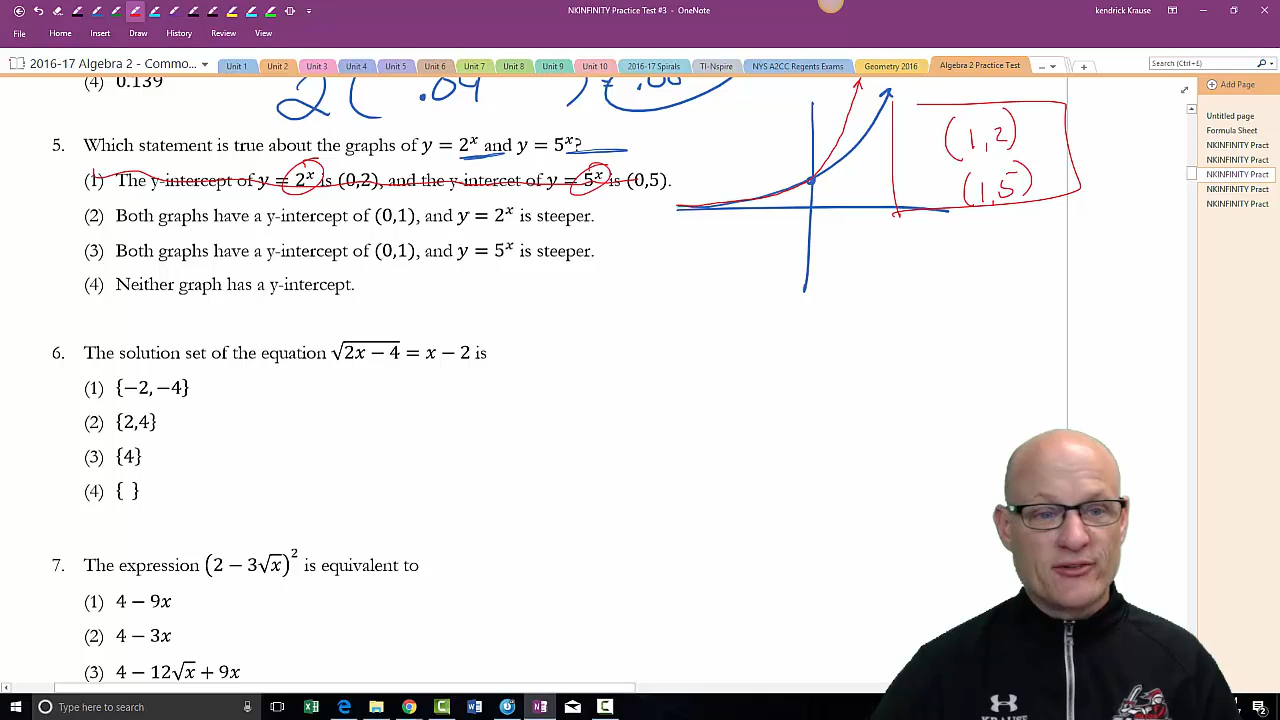 NKINFINITY Practice Test #3 - OneNote
kendrick Krause
File Home Insert Draw History Review View
2016-17 Algebra 2 - Commo...
Unit 1 Unit 2 Unit 3 Unit 4 Unit 5 Unit 6 Unit 7 Unit 8 Unit 9 Unit 10 2016-17 Spirals TI-Nspire NYS A2CC Regents Exams Geometry 2016 Algebra 2 Practice Test
Search (Ctrl+E)
Add Page
Untitled page
Formula Sheet
NKINFINITY Pract
NKINFINITY Pract
NKINFINITY Pract
NKINFINITY Pract
NKINFINITY Pract
(4) 0.139
2( .04 )
5. Which statement is true about the graphs of y = 2^x and y = 5^x?
(1) The y-intercept of y = 2^x is (0,2), and the y-intercet of y = 5^x is (0,5).
(2) Both graphs have a y-intercept of (0,1), and y = 2^x is steeper.
(3) Both graphs have a y-intercept of (0,1), and y = 5^x is steeper.
(4) Neither graph has a y-intercept.
(1,2)
(1,5)
6. The solution set of the equation √(2x − 4) = x − 2 is
(1) {−2, −4}
(2) {2,4}
(3) {4}
(4) { }
7. The expression (2 − 3√x)^2 is equivalent to
(1) 4 − 9x
(2) 4 − 3x
(3) 4 − 12√x + 9x
Type here to search